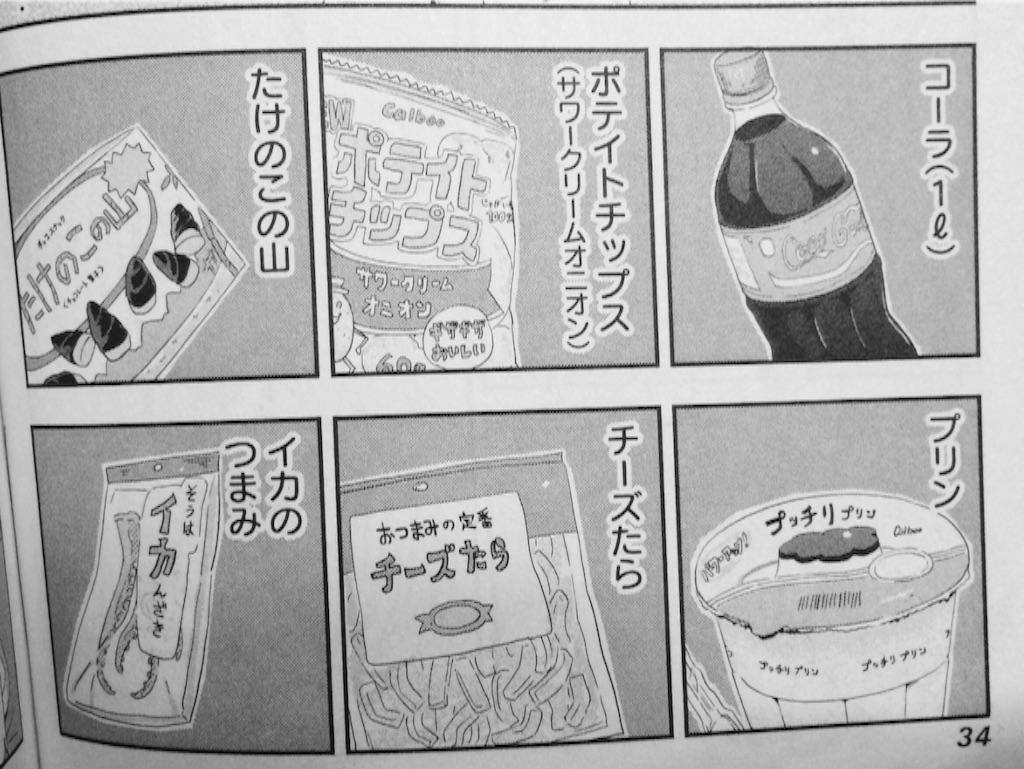 コーラ(1ℓ)
Coca Co
ポテイトチップス
(サワークリームオニオン)
Calbee
ポテイト
チップス
100%
サワークリーム
オニオン
ギザギザ
おいしい
60g
たけのこの山
チョコスナック
たけのこの山
プリン
プッチリプリン
Calbee
プッチリプリン
プッチリプリン
チーズたら
おつまみの定番
チーズたら
イカの
つまみ
そうは
イカ
んざき
34